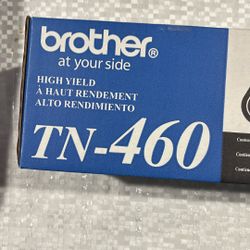 brother
at your side
HIGH YIELD
À HAUT RENDEMENT
ALTO RENDIMIENTO
TN-460